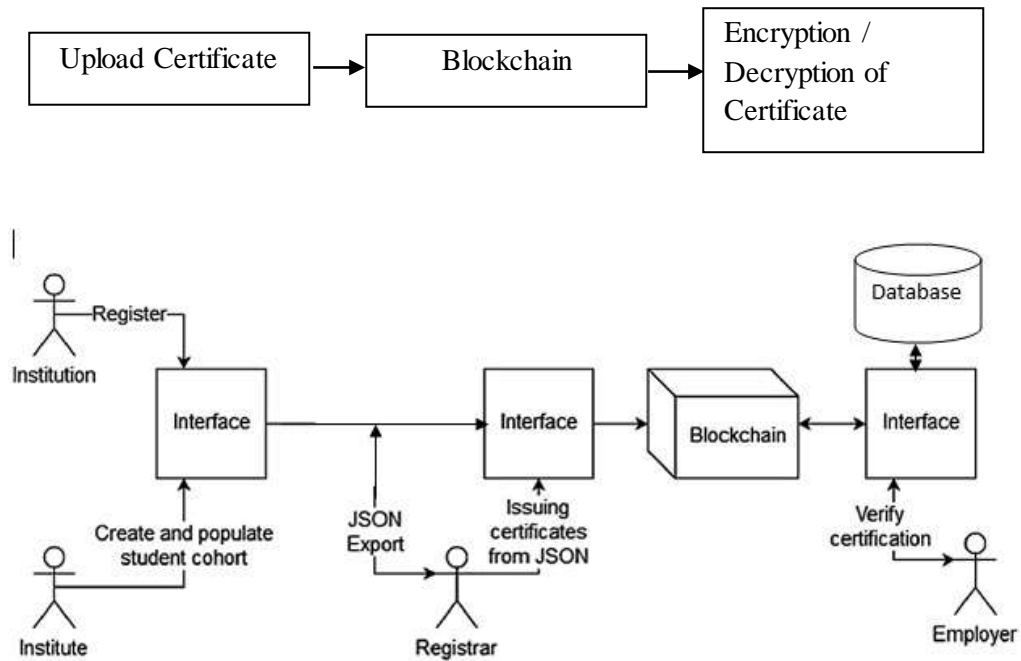 Upload Certificate
Blockchain
Encryption /
Decryption of
Certificate
Register
Institution
Interface
Create and populate
student cohort
Institute
JSON
Export
Registrar
Interface
Issuing
certificates
from JSON
Blockchain
Database
Interface
Verify
certification
Employer